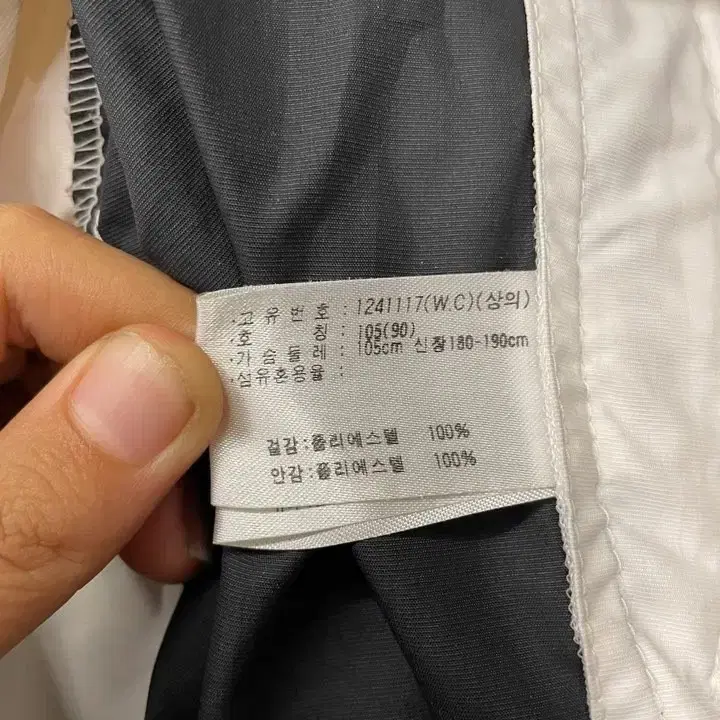 ·고유번호 : 1241117(W.C)(상의)
·호 칭 : 105(90)
·가슴둘레 : 105cm 신장180-190cm
·섬유혼용율 :
겉감:폴리에스텔 100%
안감:폴리에스텔 100%